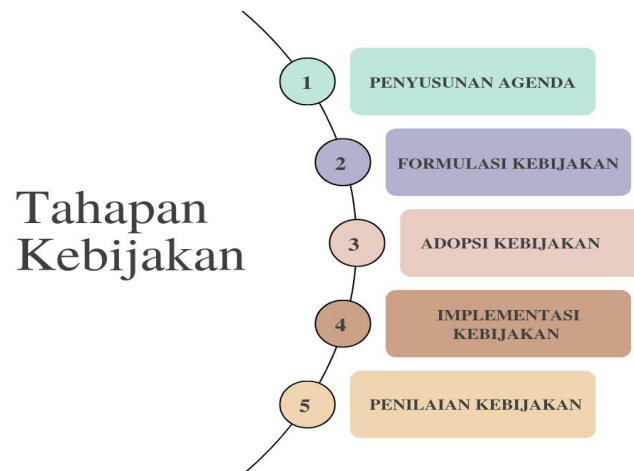 Tahapan
Kebijakan
1
PENYUSUNAN AGENDA
2
FORMULASI KEBIJAKAN
3
ADOPSI KEBIJAKAN
4
IMPLEMENTASI
KEBIJAKAN
5
PENILAIAN KEBIJAKAN